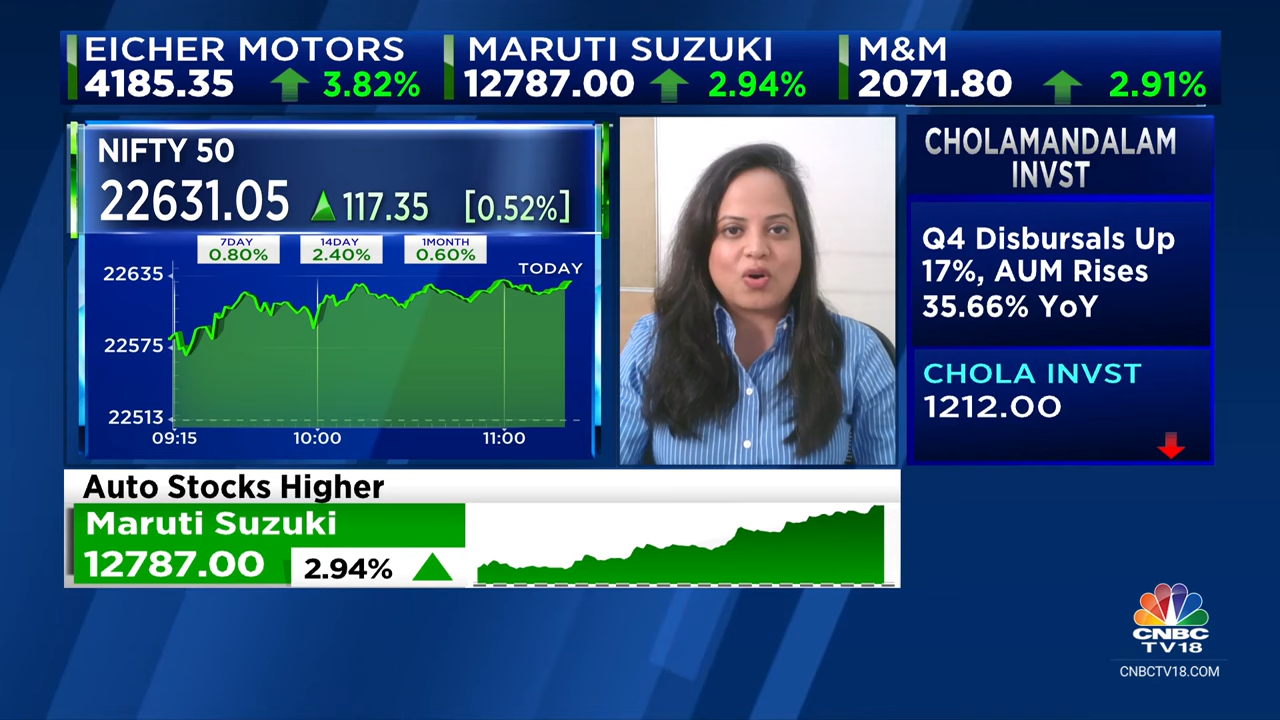 EICHER MOTORS
4185.35 3.82%
MARUTI SUZUKI
12787.00 2.94%
M&M
2071.80 2.91%
NIFTY 50
22631.05 117.35 [0.52%]
7DAY
0.80%
14DAY
2.40%
1MONTH
0.60%
TODAY
22635
22575
22513
09:15 10:00 11:00
CHOLAMANDALAM
INVST
Q4 Disbursals Up
17%, AUM Rises
35.66% YoY
CHOLA INVST
1212.00
Auto Stocks Higher
Maruti Suzuki
12787.00 2.94%
CNBC
TV18
CNBCTV18.COM